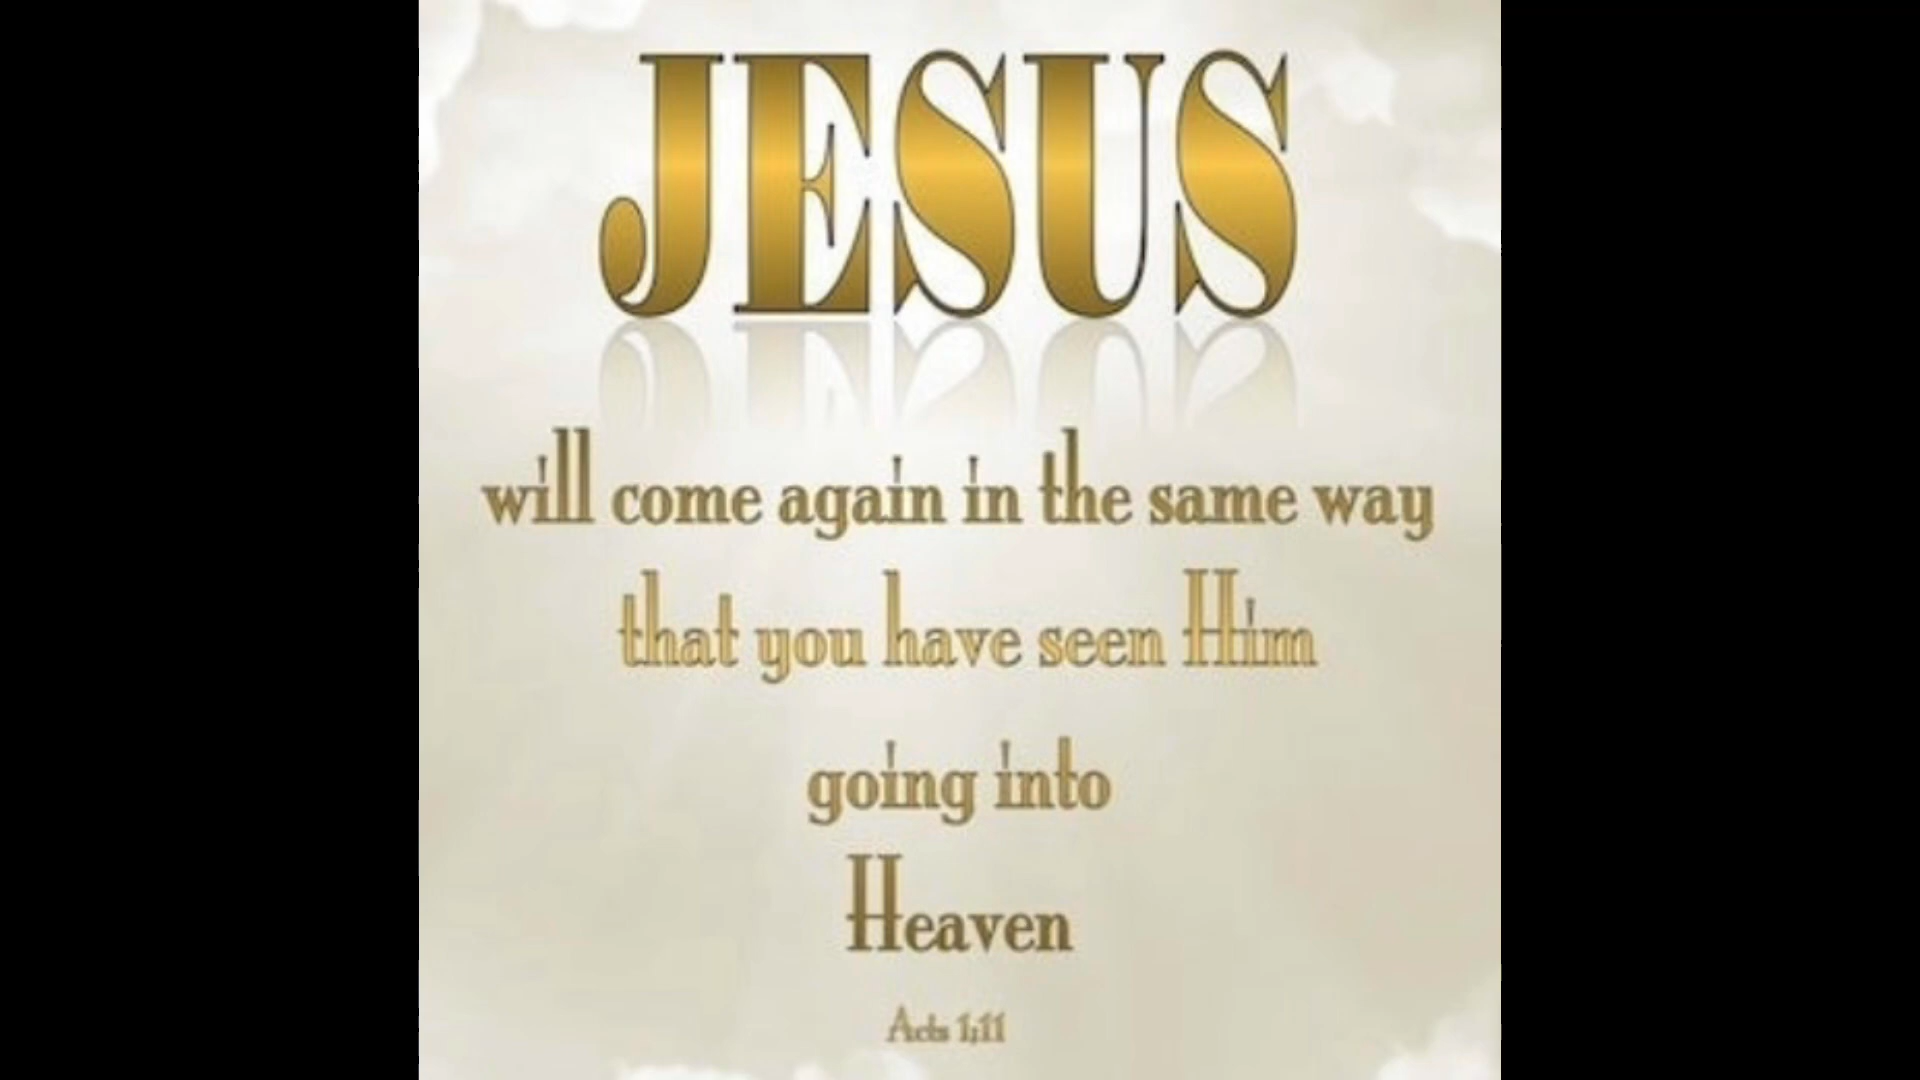 JESUS
will come again in the same way
that you have seen Him
going into
Heaven
Acts 1:11